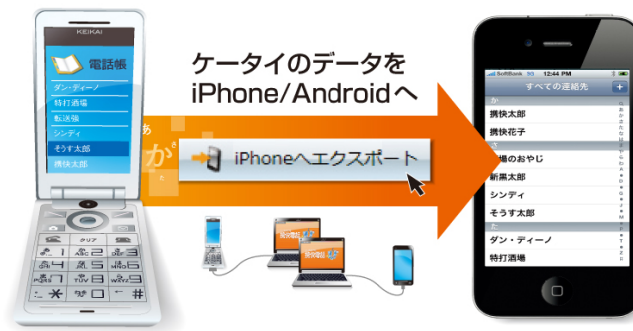 KEIKAI
電話帳
ダン・ディーノ
特打酒場
転送強
シンディ
そうす太郎
携快太郎
クリア
ケータイのデータを
iPhone/Androidへ
あ
が
iPhoneへエクスポート
SoftBank 12:44 PM
すべての連絡先
+
か
携快太郎
携快花子
さ
場のおやじ
新黒太郎
シンディ
そうす太郎
た
ダン・ディーノ
特打酒場